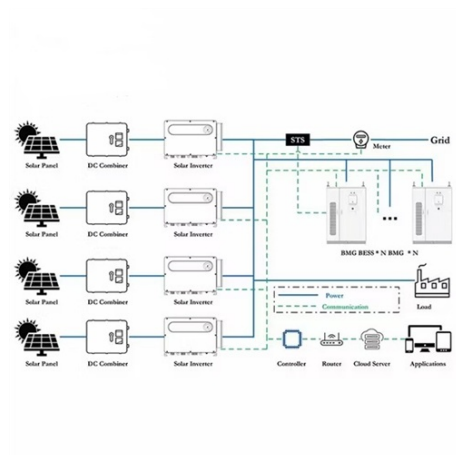 STS
Meter
Grid
Solar Panel
DC Combiner
Solar Inverter
Solar Panel
DC Combiner
Solar Inverter
BMG BESS * N BMG * N
Solar Panel
DC Combiner
Solar Inverter
Power
Communication
Load
Solar Panel
DC Combiner
Solar Inverter
Controller
Router
Cloud Server
Applications